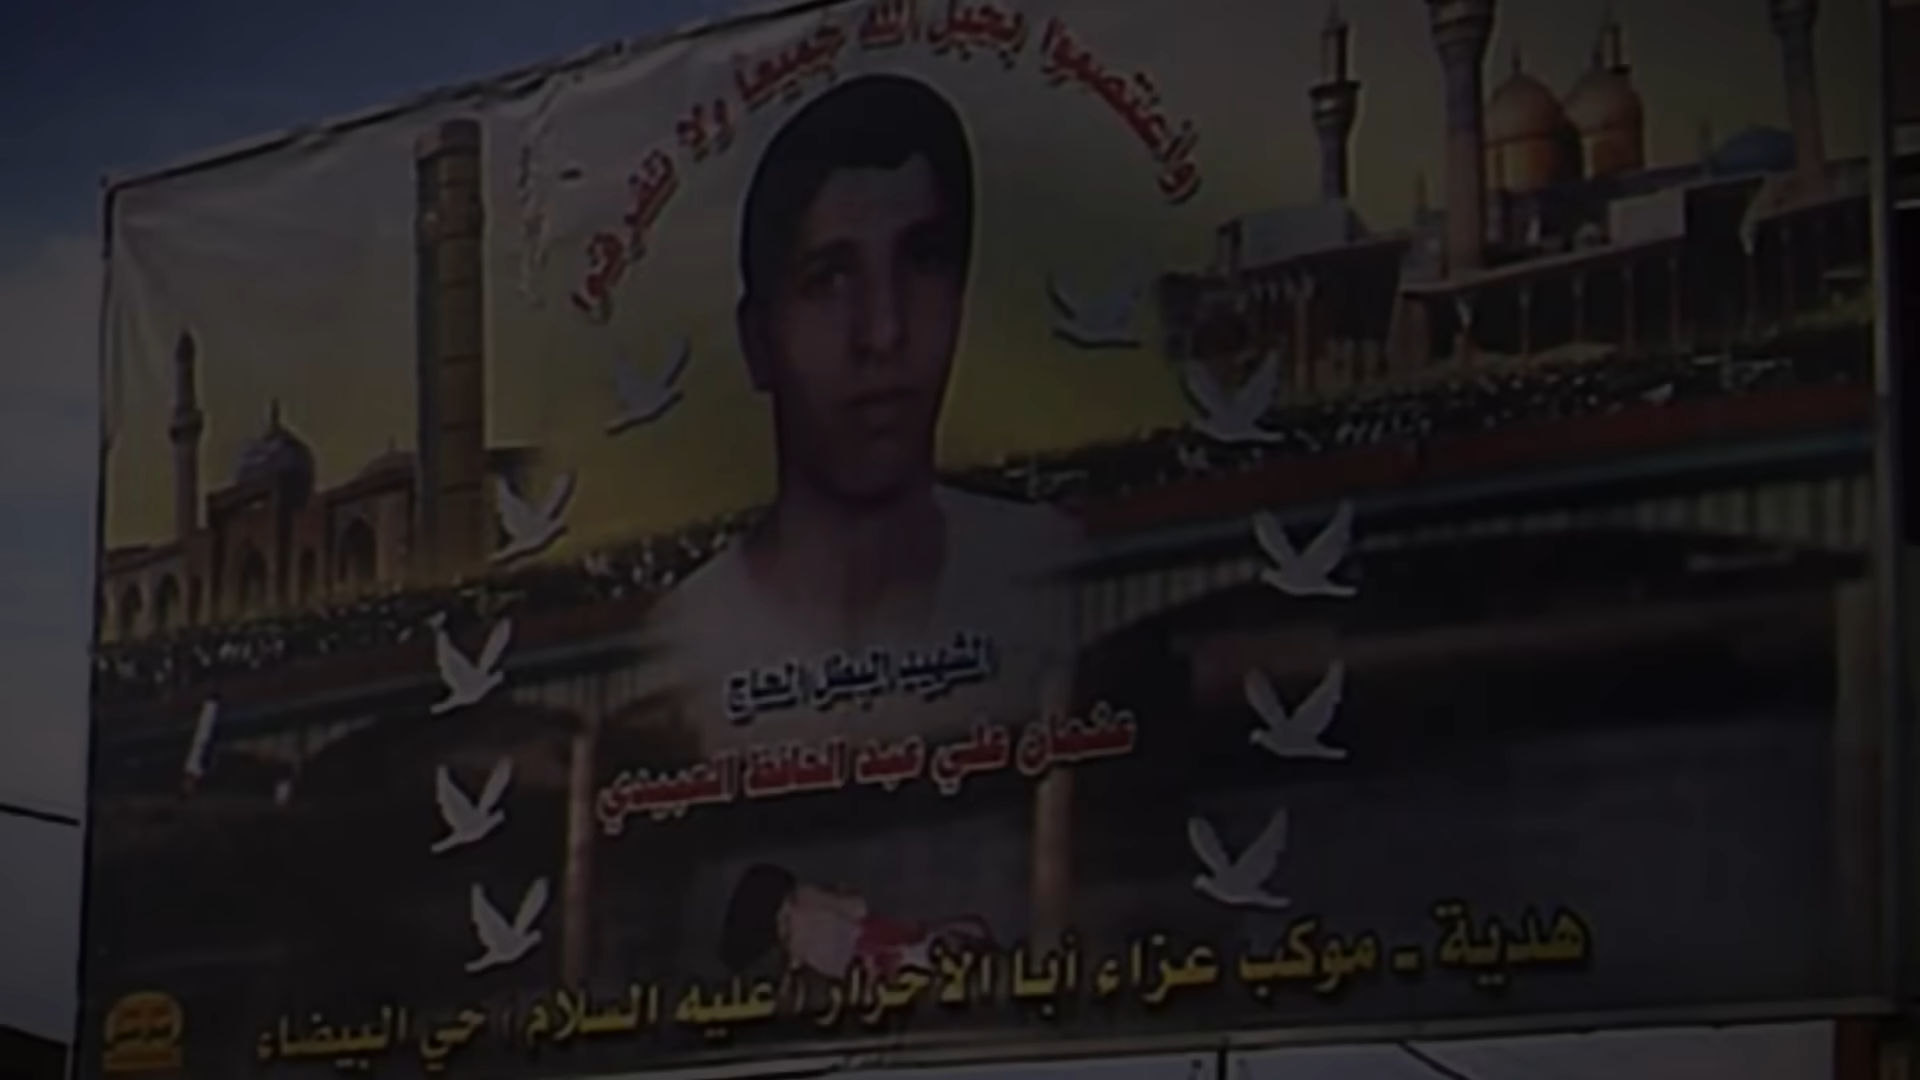 واعتصموا بحبل الله جميعا ولا تفرقوا
الشهيد البطل الحاج
عثمان علي عبد الحافظ العبيدي
هدية - موكب عزاء أبا الأحرار (عليه السلام) حي البيضاء